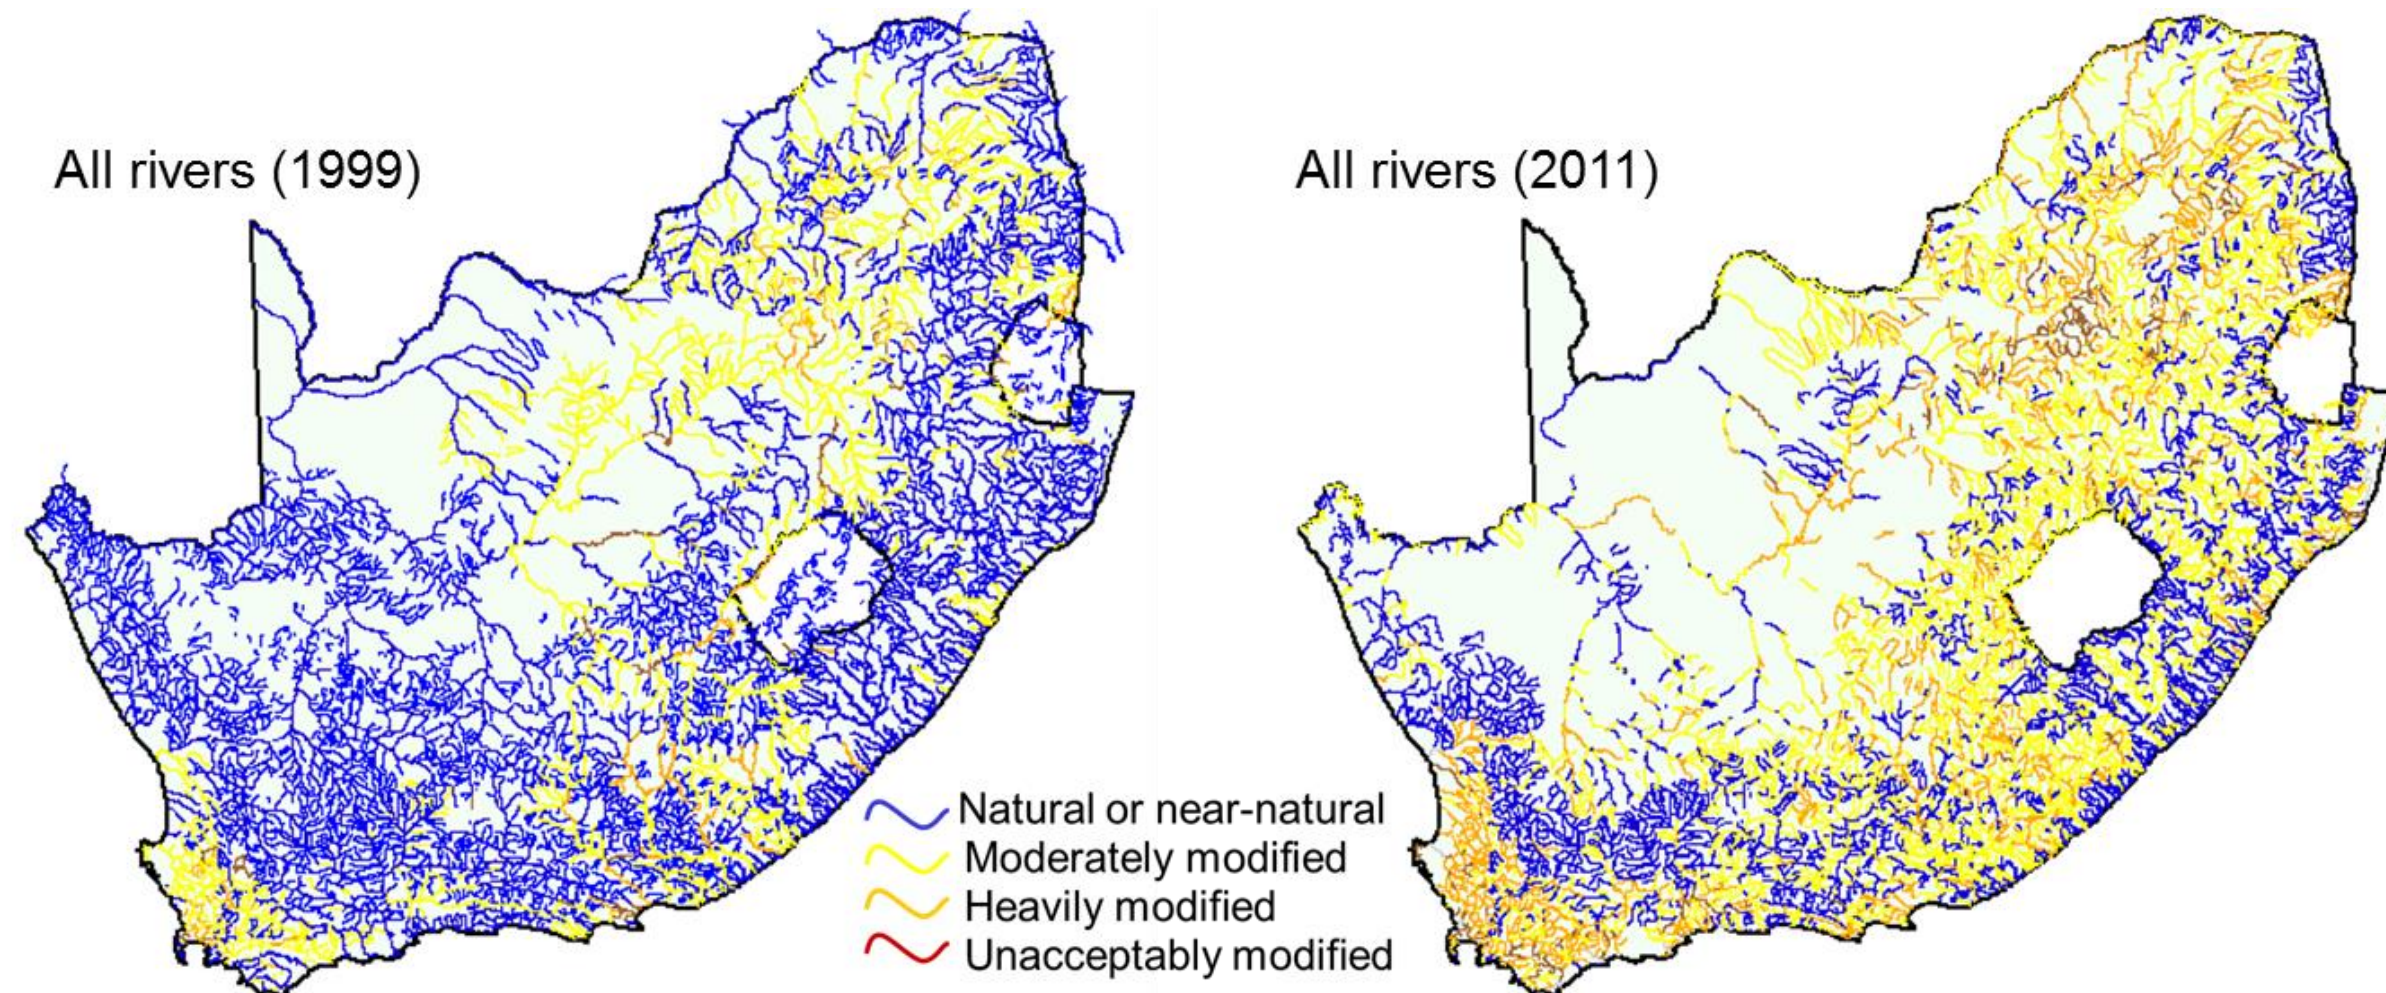 All rivers (1999)
All rivers (2011)
Natural or near-natural
Moderately modified
Heavily modified
Unacceptably modified